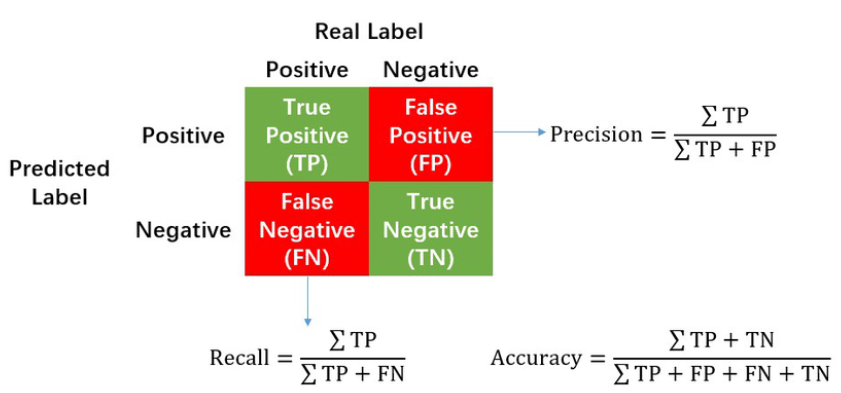 Real Label
Positive Negative
True Positive (TP)
False Positive (FP)
Positive
Predicted Label
Negative
False Negative (FN)
True Negative (TN)
Precision = ∑ TP / ∑ TP + FP
Recall = ∑ TP / ∑ TP + FN
Accuracy = ∑ TP + TN / ∑ TP + FP + FN + TN